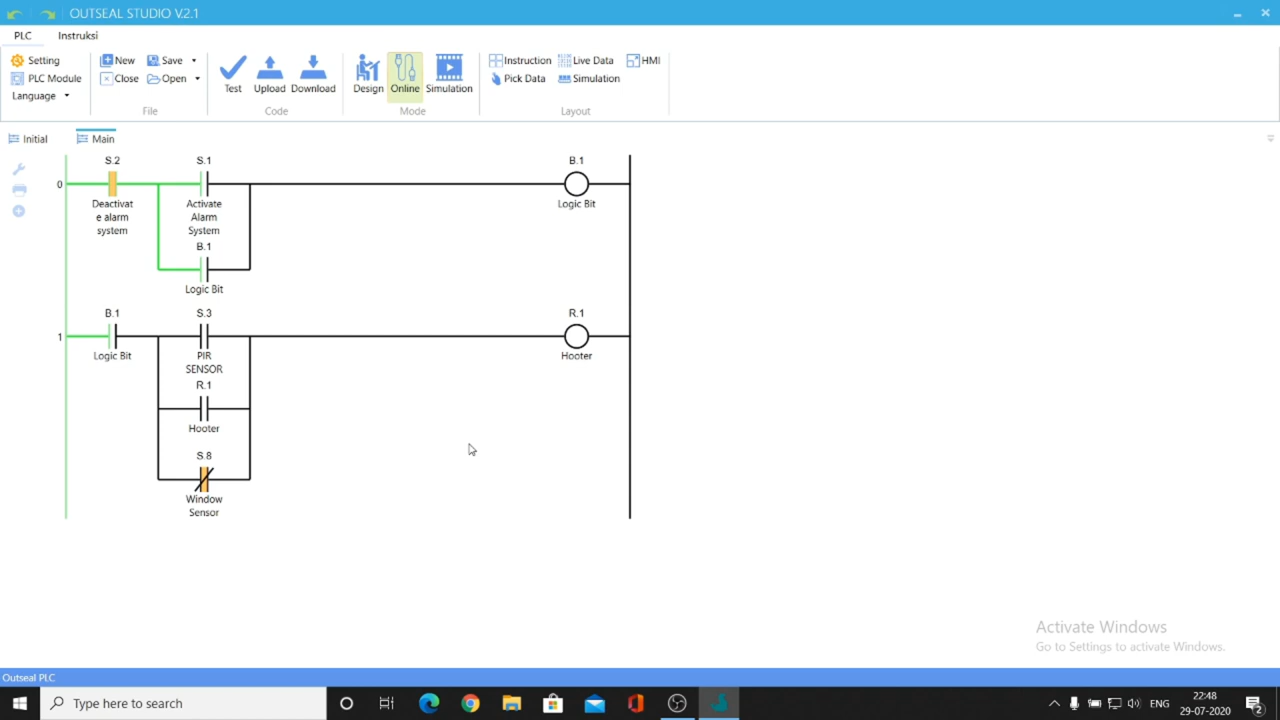 OUTSEAL STUDIO V.2.1
PLC
Instruksi
Setting
PLC Module
Language
New
Save
Close
Open
File
Test
Upload
Download
Code
Design
Online
Simulation
Mode
Instruction
Live Data
HMI
Pick Data
Simulation
Layout
Initial
Main
S.2
S.1
B.1
0
Deactivat
e alarm
system
Activate
Alarm
System
Logic Bit
B.1
Logic Bit
B.1
S.3
R.1
1
Logic Bit
PIR
SENSOR
Hooter
R.1
Hooter
S.8
Window
Sensor
Activate Windows
Go to Settings to activate Windows.
Outseal PLC
Type here to search
ENG
22:48
29-07-2020
2